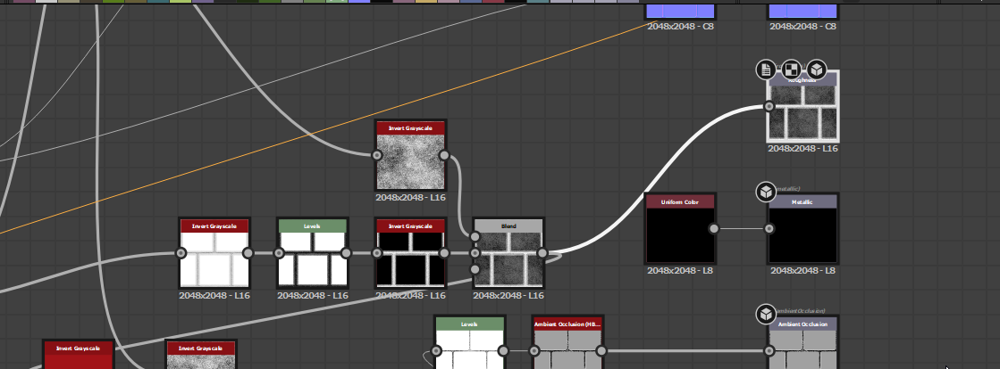 2048x2048 - C8
2048x2048 - C8
Roughness
2048x2048 - L16
Invert Grayscale
2048x2048 - L16
metallic)
Uniform Color
Metallic
2048x2048 - L8
2048x2048 - L8
Invert Grayscale
Levels
Invert Grayscale
Blend
2048x2048 - L16
2048x2048 - L16
2048x2048 - L16
2048x2048 - L16
ambientOcclusion)
Levels
Ambient Occlusion (HB...
Ambient Occlusion
Invert Grayscale
Invert Grayscale